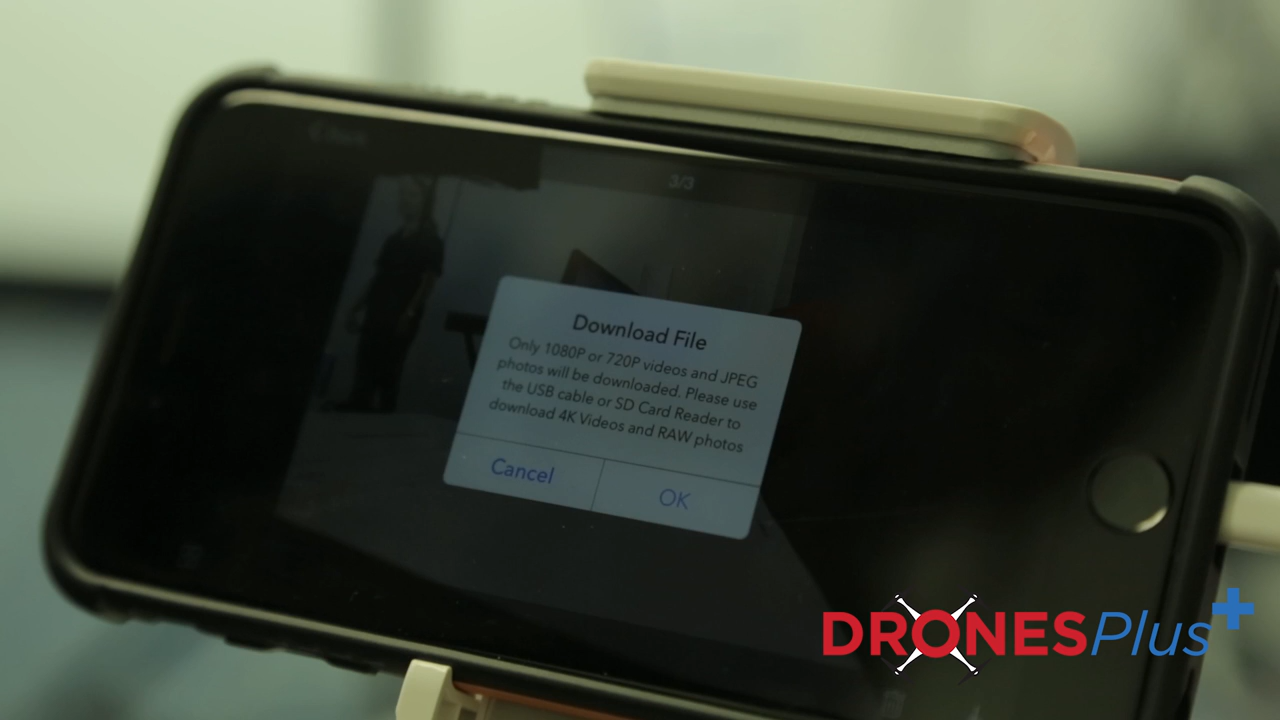 3/3
Download File
Only 1080P or 720P videos and JPEG
photos will be downloaded. Please use
the USB cable or SD Card Reader to
download 4K Videos and RAW photos
Cancel
OK
DRONESPlus+